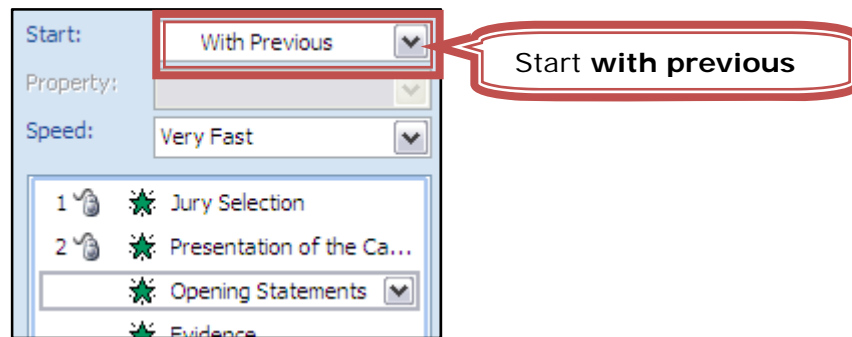 Start:
With Previous
Start with previous
Property:
Speed:
Very Fast
1 Jury Selection
2 Presentation of the Ca...
Opening Statements
Evidence